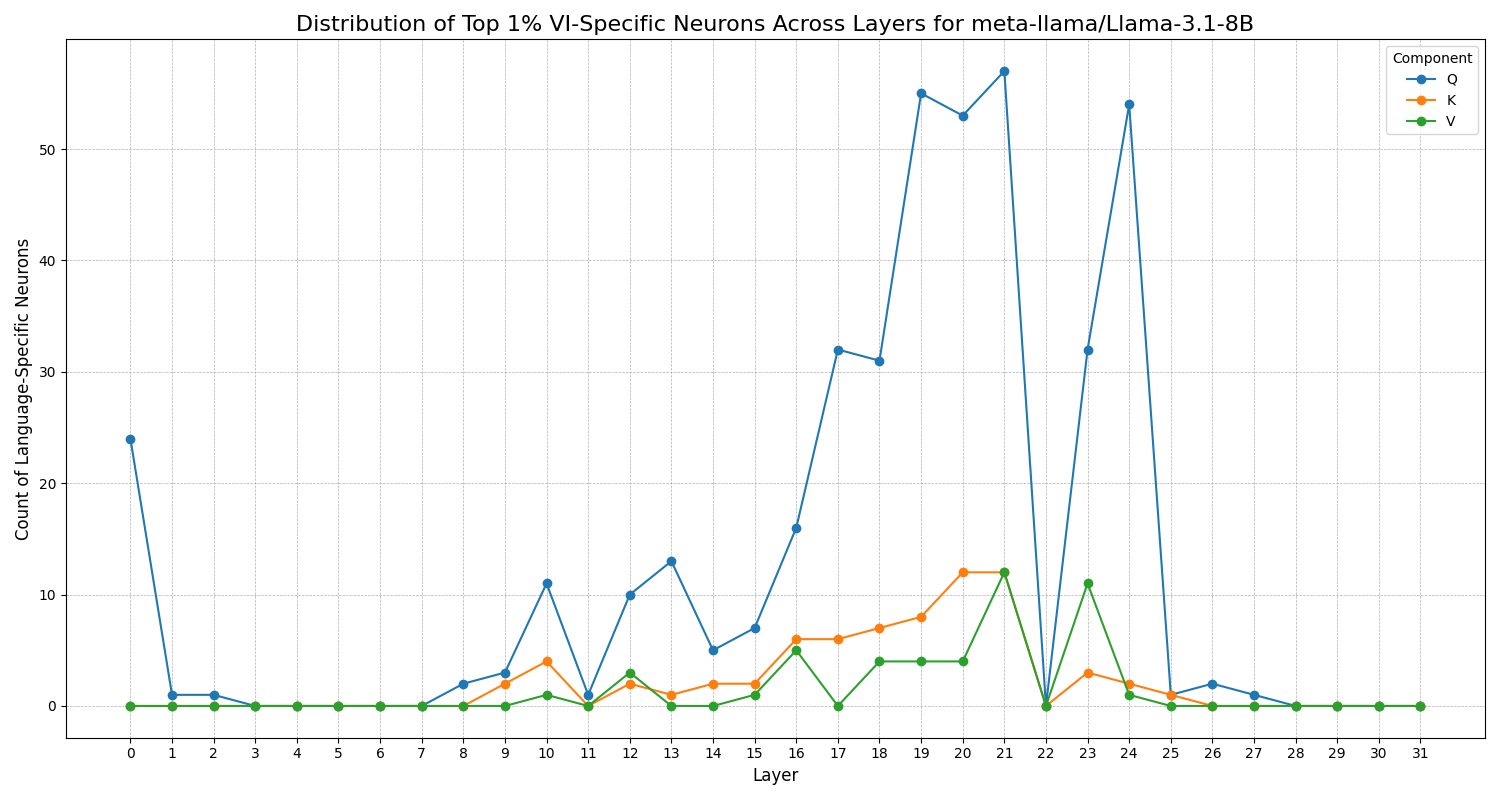 Distribution of Top 1% VI-Specific Neurons Across Layers for meta-llama/Llama-3.1-8B
Component
Q
K
V
Count of Language-Specific Neurons
50
40
30
20
10
0
0 1 2 3 4 5 6 7 8 9 10 11 12 13 14 15 16 17 18 19 20 21 22 23 24 25 26 27 28 29 30 31
Layer